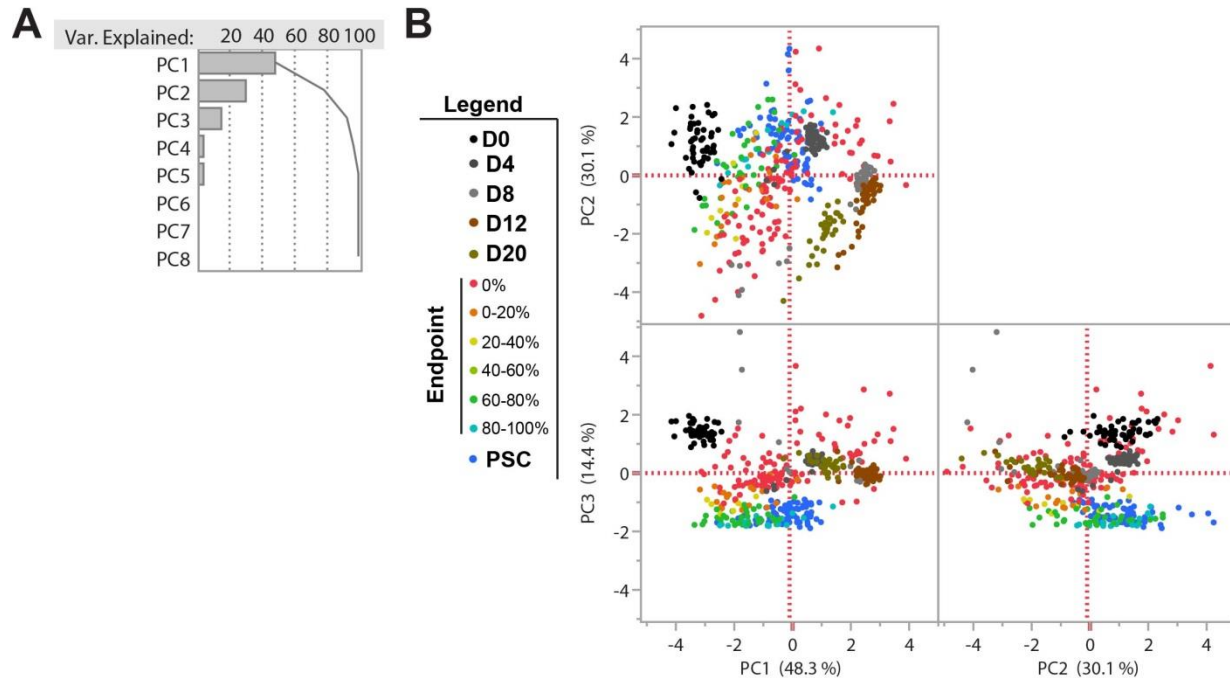 A
Var. Explained: 20 40 60 80 100
PC1
PC2
PC3
PC4
PC5
PC6
PC7
PC8
B
Legend
D0
D4
D8
D12
D20
Endpoint
0%
0-20%
20-40%
40-60%
60-80%
80-100%
PSC
PC2 (30.1 %)
4
2
0
-2
-4
PC3 (14.4 %)
4
2
0
-2
-4
-4 -2 0 2 4
PC1 (48.3 %)
-4 -2 0 2 4
PC2 (30.1 %)